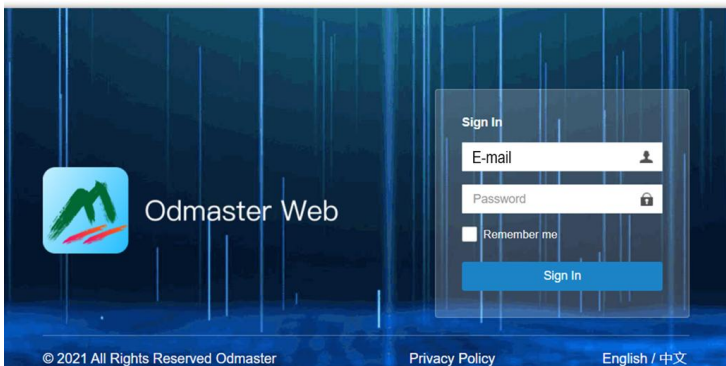 Sign In
E-mail
Password
Odmaster Web
Remember me
Sign In
© 2021 All Rights Reserved Odmaster
Privacy Policy
English / 中文